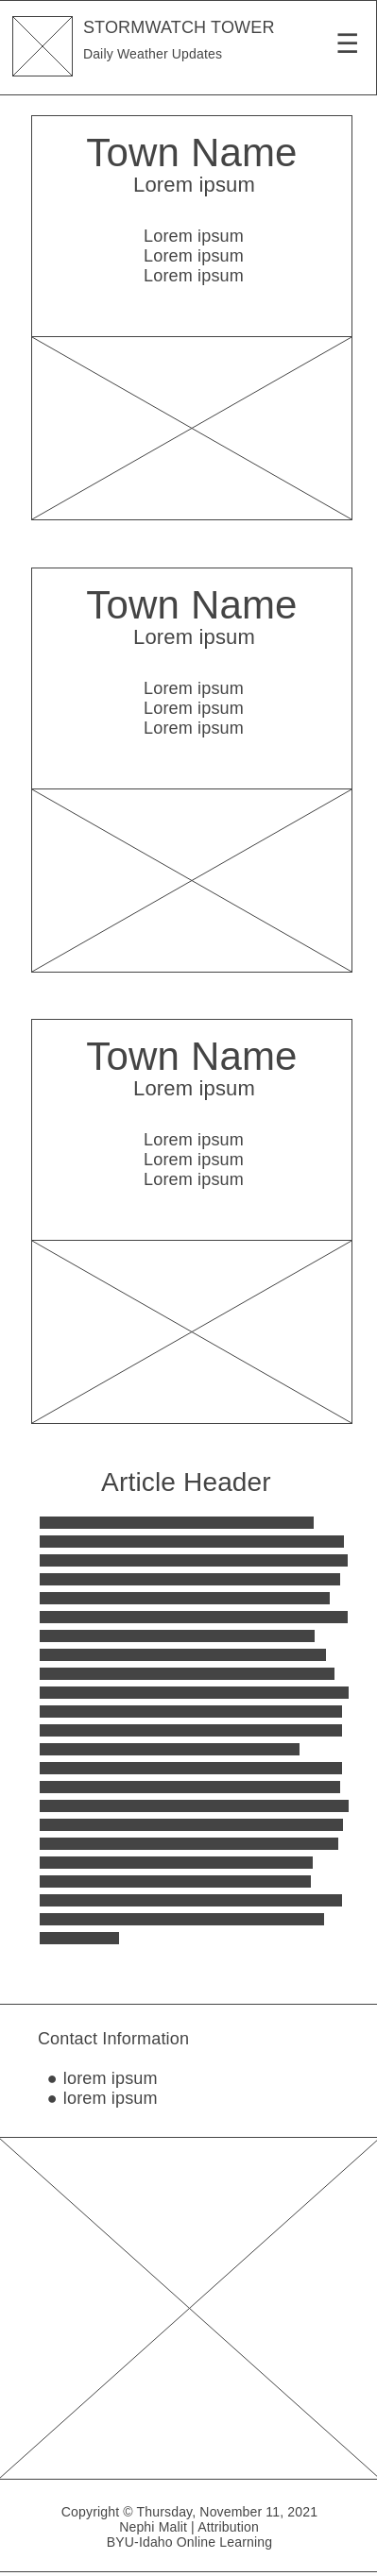 STORMWATCH TOWER
Daily Weather Updates
☰
Town Name
Lorem ipsum
Lorem ipsum
Lorem ipsum
Lorem ipsum
Town Name
Lorem ipsum
Lorem ipsum
Lorem ipsum
Lorem ipsum
Town Name
Lorem ipsum
Lorem ipsum
Lorem ipsum
Lorem ipsum
Article Header
Contact Information
● lorem ipsum
● lorem ipsum
Copyright © Thursday, November 11, 2021
Nephi Malit | Attribution
BYU-Idaho Online Learning